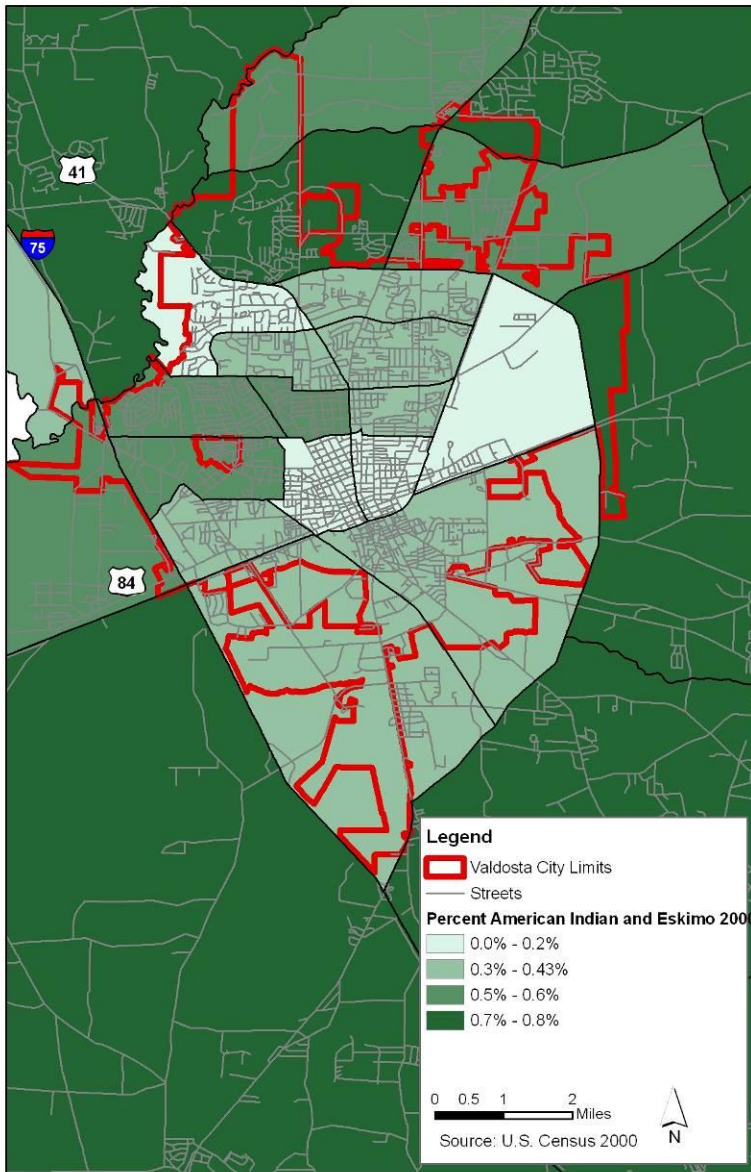 41
75
84
Legend
Valdosta City Limits
Streets
Percent American Indian and Eskimo 200
0.0% - 0.2%
0.3% - 0.43%
0.5% - 0.6%
0.7% - 0.8%
0 0.5 1 2
Miles
Source: U.S. Census 2000
N